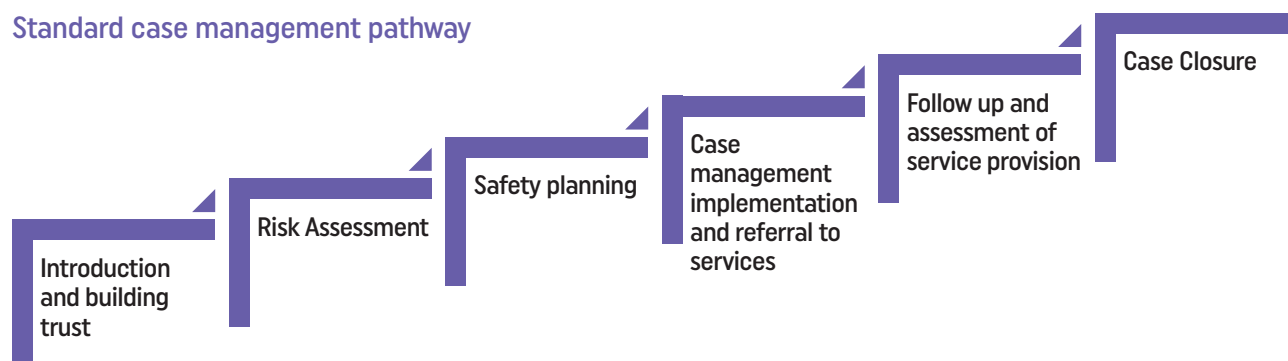 Standard case management pathway
Introduction
and building
trust
Risk Assessment
Safety planning
Case
management
implementation
and referral to
services
Follow up and
assessment of
service provision
Case Closure